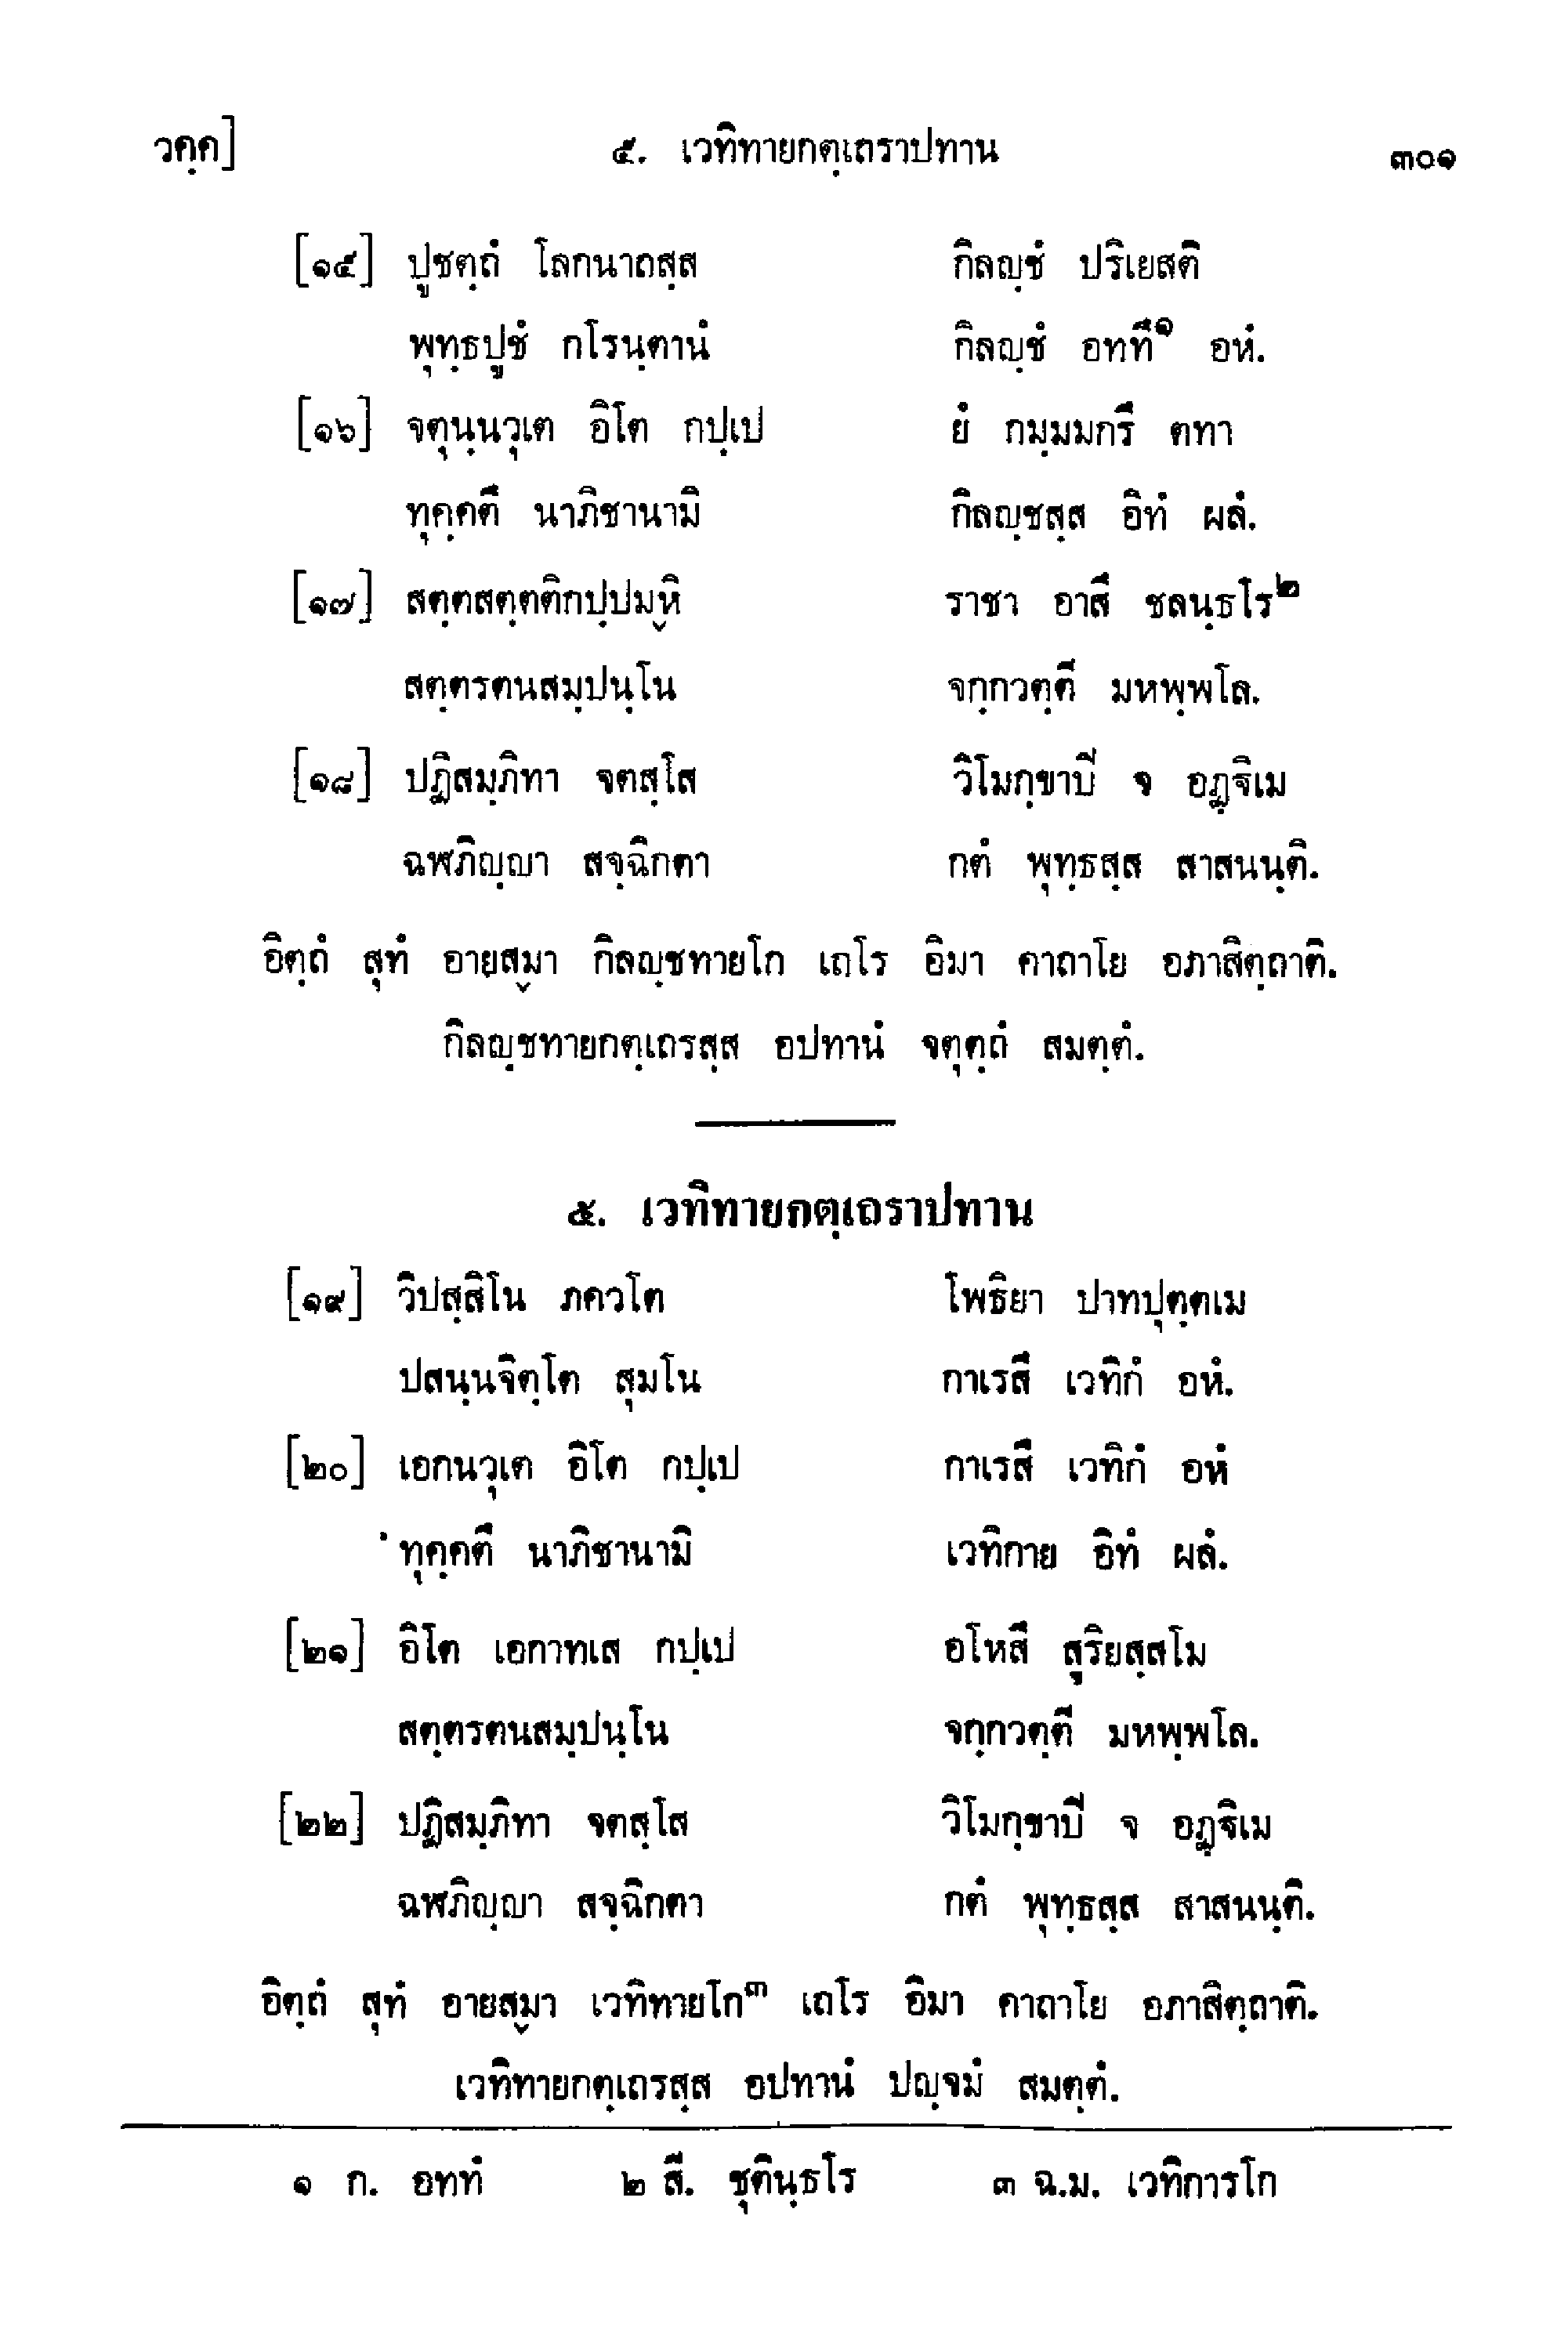 วคฺค] ๕. เวทิทายกตฺเถราปทาน ๓๐๑
[๑๕] ปูชตฺถํ โลกนาถสฺส กิลญฺชํ ปริเยสติ
พุทฺธปูชํ กโรนฺตานํ กิลญฺชํ อททึ๑ อหํ.
[๑๖] จตุนฺนวุเต อิโต กปฺเป ยํ กมฺมมกรึ ตทา
ทุคฺคตึ นาภิชานามิ กิลญฺชสฺส อิทํ ผลํ.
[๑๗] สตฺตสตฺตติกปฺปมฺหิ ราชา อาสึ ชลนฺธโร๒
สตฺตรตนสมฺปนฺโน จกฺกวตฺตี มหพฺพโล.
[๑๘] ปฏิสมฺภิทา จตสฺโส วิโมกฺขาปิ จ อฏฺฐิเม
ฉฬภิญฺญา สจฺฉิกตา กตํ พุทฺธสฺส สาสนนฺติ.
อิตฺถํ สุทํ อายสฺมา กิลญฺชทายโก เถโร อิมา คาถาโย อภาสิตฺถาติ.
กิลญฺชทายกตฺเถรสฺส อปทานํ จตุตฺถํ สมตฺตํ.
๕. เวทิทายกตฺเถราปทาน
[๑๙] วิปสฺสิโน ภควโต โพธิยา ปาทปุตฺตเม
ปสนฺนจิตฺโต สุมโน กาเรสึ เวทิกํ อหํ.
[๒๐] เอกนวุเต อิโต กปฺเป กาเรสึ เวทิกํ อหํ
ทุคฺคตึ นาภิชานามิ เวทิกาย อิทํ ผลํ.
[๒๑] อิโต เอกาทเส กปฺเป อโหสึ สูริยสฺสโม
สตฺตรตนสมฺปนฺโน จกฺกวตฺตี มหพฺพโล.
[๒๒] ปฏิสมฺภิทา จตสฺโส วิโมกฺขาปิ จ อฏฺฐิเม
ฉฬภิญฺญา สจฺฉิกตา กตํ พุทฺธสฺส สาสนนฺติ.
อิตฺถํ สุทํ อายสฺมา เวทิทายโก๓ เถโร อิมา คาถาโย อภาสิตฺถาติ.
เวทิทายกตฺเถรสฺส อปทานํ ปญฺจมํ สมตฺตํ.
๑ ก. อททํ ๒ สี. ชุตินฺธโร ๓ ฉ.ม. เวทิการโก